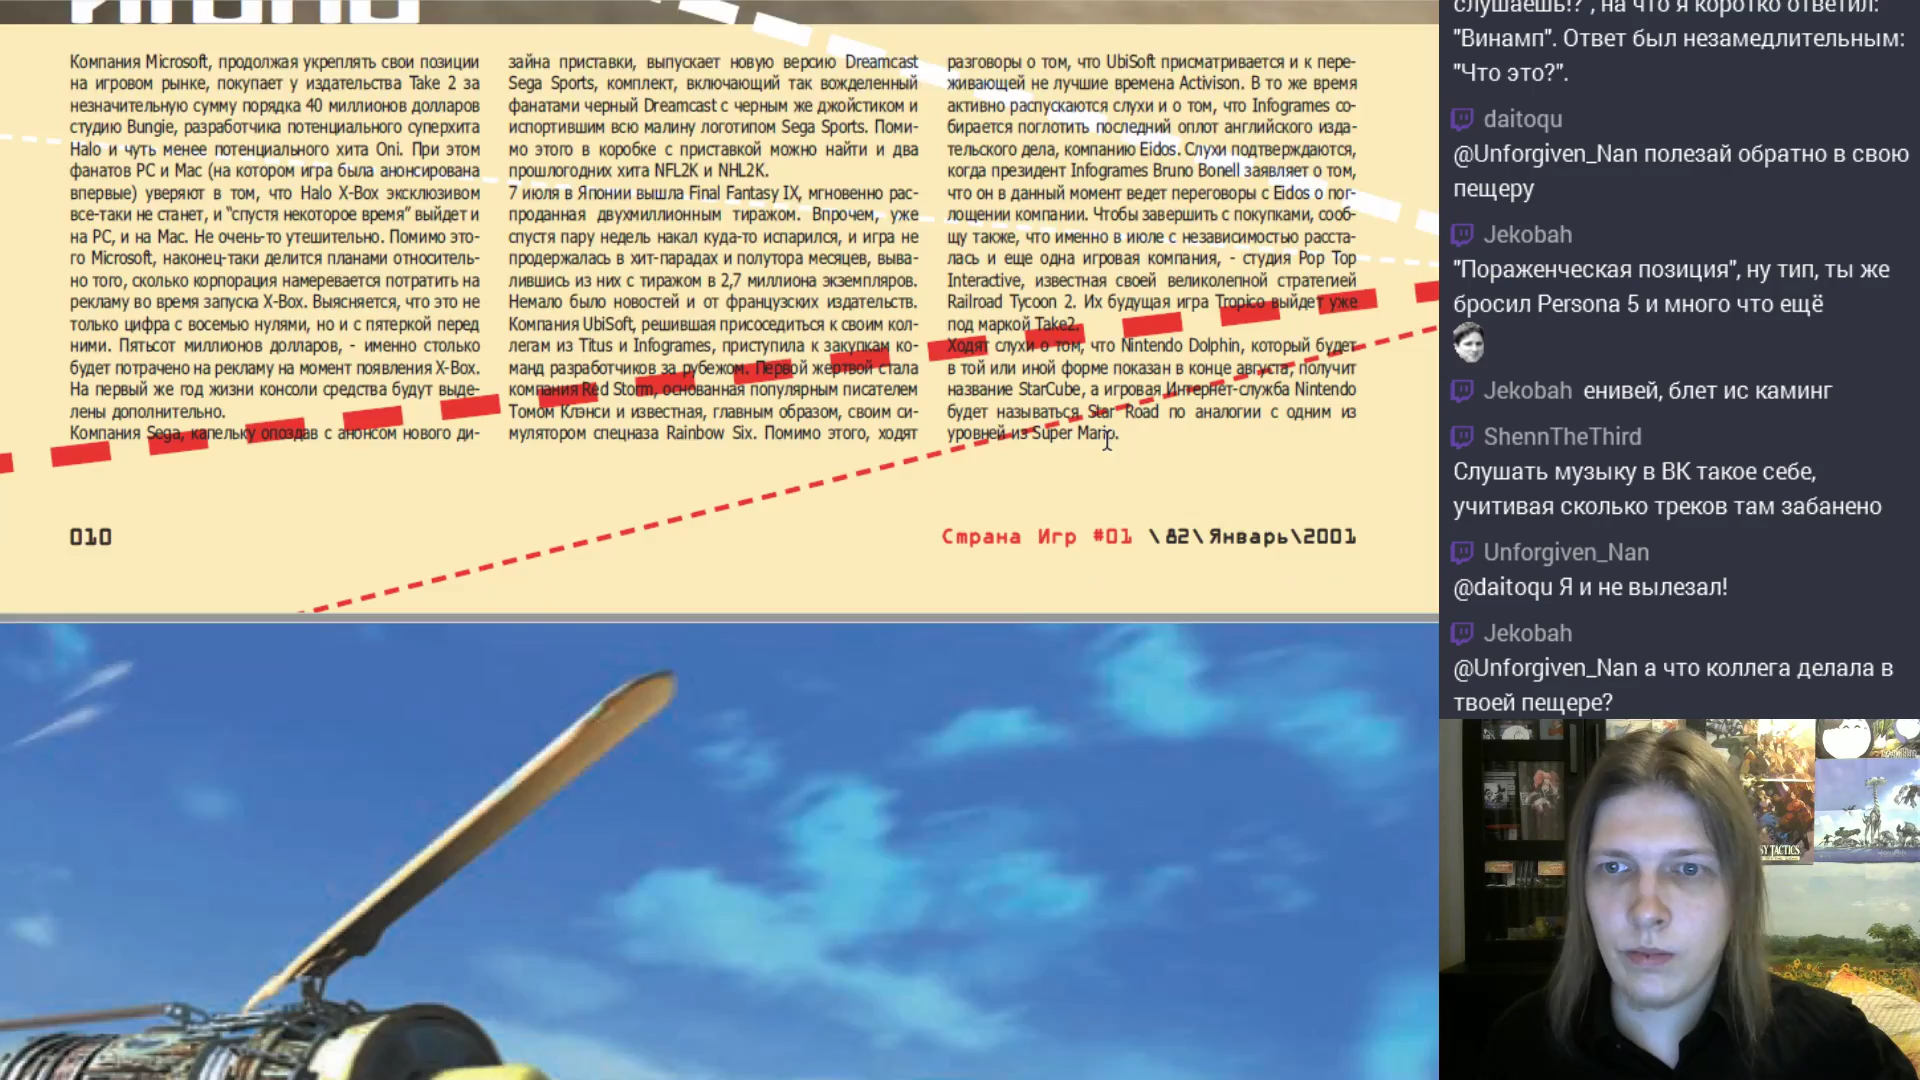 Компания Microsoft, продолжая укреплять свои позиции
на игровом рынке, покупает у издательства Take 2 за
незначительную сумму порядка 40 миллионов долларов
студию Bungie, разработчика потенциального суперхита
Halo и чуть менее потенциального хита Oni. При этом
фанатов PC и Mac (на котором игра была анонсирована
впервые) уверяют в том, что Halo X-Box эксклюзивом
все-таки не станет, и “спустя некоторое время” выйдет и
на PC, и на Mac. Не очень-то утешительно. Помимо это-
го Microsoft, наконец-таки делится планами относитель-
но того, сколько корпорация намеревается потратить на
рекламу во время запуска X-Box. Выясняется, что это не
только цифра с восемью нулями, но и с пятеркой перед
ними. Пятьсот миллионов долларов, - именно столько
будет потрачено на рекламу на момент появления X-Box.
На первый же год жизни консоли средства будут выде-
лены дополнительно.
Компания Sega, капельку опоздав с анонсом нового ди-
зайна приставки, выпускает новую версию Dreamcast
Sega Sports, комплект, включающий так вожделенный
фанатами черный Dreamcast с черным же джойстиком и
испортившим всю малину логотипом Sega Sports. Поми-
мо этого в коробке с приставкой можно найти и два
прошлогодних хита NFL2K и NHL2K.
7 июля в Японии вышла Final Fantasy IX, мгновенно рас-
проданная двухмиллионным тиражом. Впрочем, уже
спустя пару недель накал куда-то испарился, и игра не
продержалась в хит-парадах и полутора месяцев, выва-
лившись из них с тиражом в 2,7 миллиона экземпляров.
Немало было новостей и от французских издательств.
Компания UbiSoft, решившая присоседиться к своим кол-
легам из Titus и Infogrames, приступила к закупкам ко-
манд разработчиков за рубежом. Первой жертвой стала
компания Red Storm, основанная популярным писателем
Томом Клэнси и известная, главным образом, своим си-
мулятором спецназа Rainbow Six. Помимо этого, ходят
разговоры о том, что UbiSoft присматривается и к пере-
живающей не лучшие времена Activison. В то же время
активно распускаются слухи и о том, что Infogrames со-
бирается поглотить последний оплот английского изда-
тельского дела, компанию Eidos. Слухи подтверждаются,
когда президент Infogrames Bruno Bonell заявляет о том,
что он в данный момент ведет переговоры с Eidos о пог-
лощении компании. Чтобы завершить с покупками, сооб-
щу также, что именно в июле с независимостью расста-
лась и еще одна игровая компания, - студия Pop Top
Interactive, известная своей великолепной стратегией
Railroad Tycoon 2. Их будущая игра Tropico выйдет уже
под маркой Take2.
Ходят слухи о том, что Nintendo Dolphin, который будет
в той или иной форме показан в конце августа, получит
название StarCube, а игровая Интернет-служба Nintendo
будет называться Star Road по аналогии с одним из
уровней из Super Mario.
010
Страна Игр #01 \82\Январь\2001
слушаешь!?", на что я коротко ответил:
"Винамп". Ответ был незамедлительным:
"Что это?".
daitoqu
@Unforgiven_Nan полезай обратно в свою
пещеру
Jekobah
"Пораженческая позиция", ну тип, ты же
бросил Persona 5 и много что ещё
Jekobah енивей, блет ис каминг
ShennTheThird
Слушать музыку в ВК такое себе,
учитивая сколько треков там забанено
Unforgiven_Nan
@daitoqu Я и не вылезал!
Jekobah
@Unforgiven_Nan а что коллега делала в
твоей пещере?
TACTICS